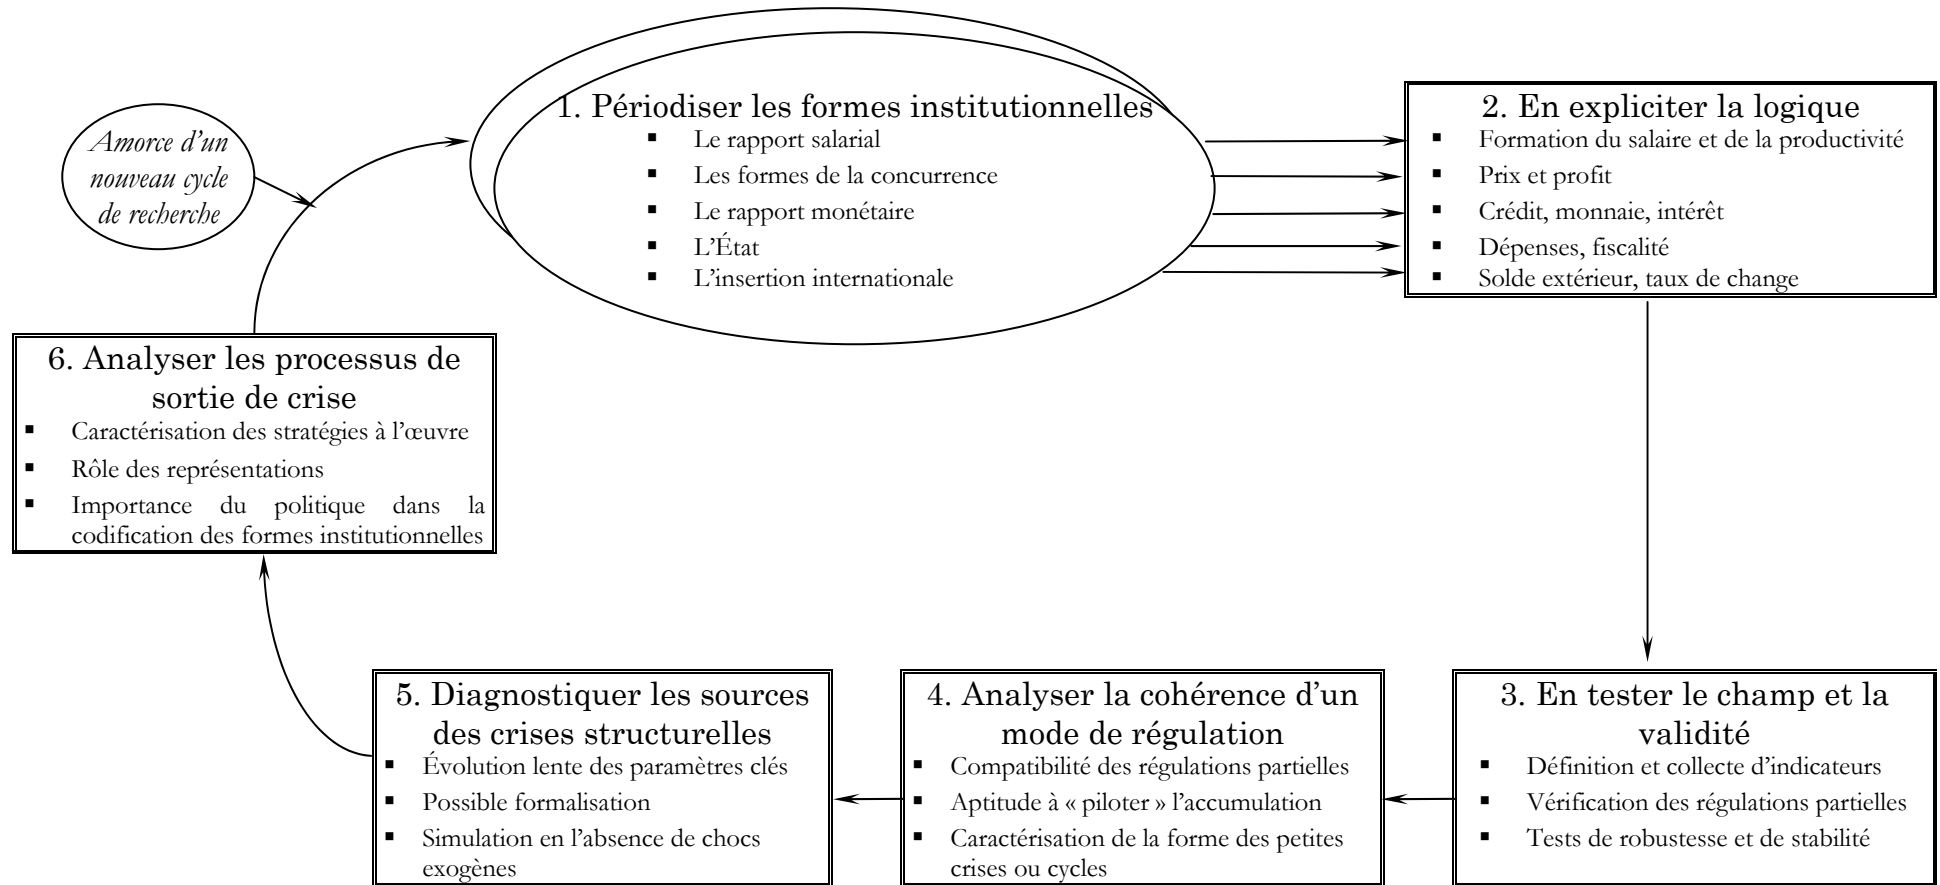 Amorce d’un
nouveau cycle
de recherche
1. Périodiser les formes institutionnelles
▪ Le rapport salarial
▪ Les formes de la concurrence
▪ Le rapport monétaire
▪ L’État
▪ L’insertion internationale
2. En expliciter la logique
▪ Formation du salaire et de la productivité
▪ Prix et profit
▪ Crédit, monnaie, intérêt
▪ Dépenses, fiscalité
▪ Solde extérieur, taux de change
3. En tester le champ et la
validité
▪ Définition et collecte d’indicateurs
▪ Vérification des régulations partielles
▪ Tests de robustesse et de stabilité
4. Analyser la cohérence d’un
mode de régulation
▪ Compatibilité des régulations partielles
▪ Aptitude à « piloter » l’accumulation
▪ Caractérisation de la forme des petites
crises ou cycles
5. Diagnostiquer les sources
des crises structurelles
▪ Évolution lente des paramètres clés
▪ Possible formalisation
▪ Simulation en l’absence de chocs
exogènes
6. Analyser les processus de
sortie de crise
▪ Caractérisation des stratégies à l’œuvre
▪ Rôle des représentations
▪ Importance du politique dans la
codification des formes institutionnelles